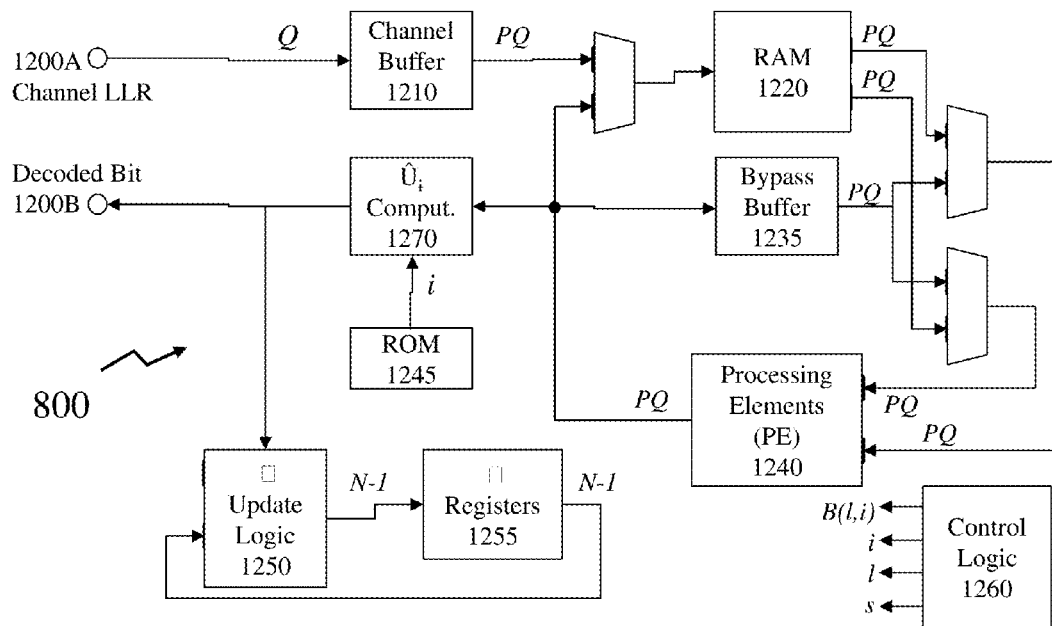 1200A
Channel LLR
Q
Channel
Buffer
1210
PQ
RAM
1220
PQ
PQ
Decoded Bit
1200B
Û i
Comput.
1270
i
ROM
1245
Bypass
Buffer
1235
PQ
800
PQ
Processing
Elements
(PE)
1240
PQ
PQ
Update
Logic
1250
N-1
Registers
1255
N-1
B(l,i)
i
l
s
Control
Logic
1260